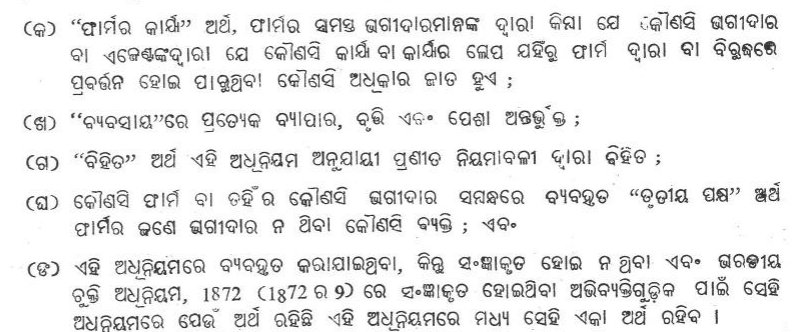 (କ) “ଫାର୍ମର କାର୍ଯ୍ୟ” ଅର୍ଥ, ଫାର୍ମର ସମସ୍ତ ଭାଗୀଦାରମାନଙ୍କ ଦ୍ୱାରା କିମ୍ବା ଯେ କୌଣସି ଭାଗୀଦାର
ବା ଏଜେଣ୍ଟଙ୍କଦ୍ୱାରା ଯେ କୌଣସି କାର୍ଯ୍ୟ ବା କାର୍ଯ୍ୟର ଲୋପ ଯହିଁରୁ ଫାର୍ମ ଦ୍ୱାରା ବା ବିରୁଦ୍ଧରେ
ପ୍ରବର୍ତ୍ତନ ହୋଇ ପାରୁଥିବା କୌଣସି ଅଧିକାର ଜାତ ହୁଏ ;
(ଖ) “ବ୍ୟବସାୟ”ରେ ପ୍ରତ୍ୟେକ ବ୍ୟାପାର, ବୃତ୍ତି ଏବଂ ପେଶା ଅନ୍ତର୍ଭୁକ୍ତ ;
(ଗ) “ବିହିତ” ଅର୍ଥ ଏହି ଅଧିନିୟମ ଅନୁଯାୟୀ ପ୍ରଣୀତ ନିୟମାବଳୀ ଦ୍ୱାରା ବିହିତ ;
(ଘ) କୌଣସି ଫାର୍ମ ବା ତହିଁର କୌଣସି ଭାଗୀଦାର ସମ୍ବନ୍ଧରେ ବ୍ୟବହୃତ “ତୃତୀୟ ପକ୍ଷ” ଅର୍ଥ
ଫାର୍ମର ଜଣେ ଭାଗୀଦାର ନ ଥିବା କୌଣସି ବ୍ୟକ୍ତି ; ଏବଂ
(ଙ) ଏହି ଅଧିନିୟମରେ ବ୍ୟବହୃତ କରାଯାଇଥିବା, କିନ୍ତୁ ସଂଜ୍ଞାକୃତ ହୋଇ ନ ଥିବା ଏବଂ ଭାରତୀୟ
ଚୁକ୍ତି ଅଧିନିୟମ, 1872 (1872 ର 9) ରେ ସଂଜ୍ଞାକୃତ ହୋଇଥିବା ଅଭିବ୍ୟକ୍ତିଗୁଡ଼ିକ ପାଇଁ ସେହି
ଅଧିନିୟମରେ ଯେଉଁ ଅର୍ଥ ରହିଛି ଏହି ଅଧିନିୟମରେ ମଧ୍ୟ ସେହି ଏକା ଅର୍ଥ ରହିବ ।